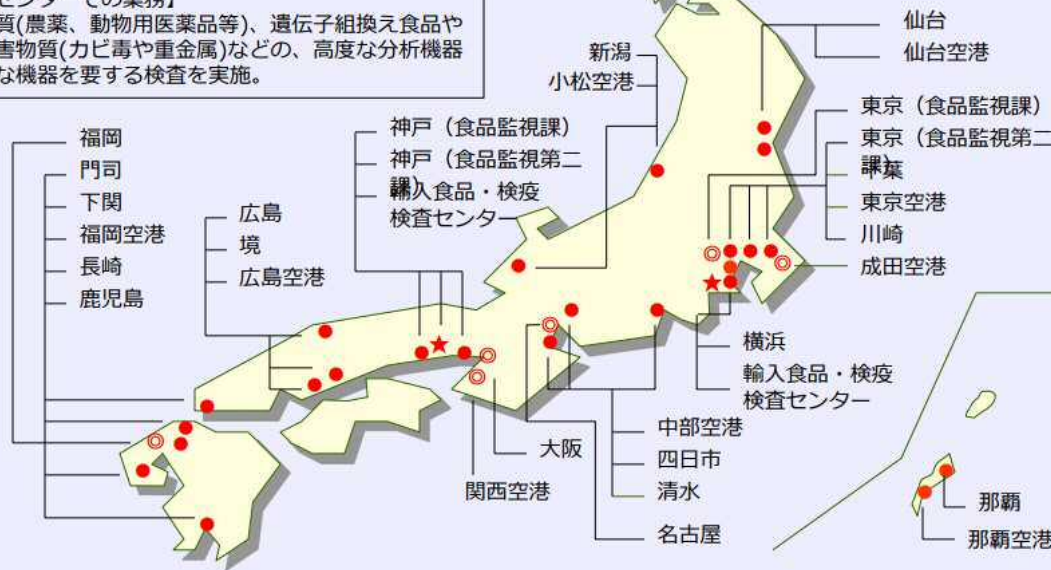 センターでの業務】
質(農薬、動物用医薬品等)、遺伝子組換え食品や
害物質(カビ毒や重金属)などの、高度な分析機器
な機器を要する検査を実施。
仙台
仙台空港
新潟
小松空港
東京（食品監視課）
東京（食品監視第二
課）
千葉
東京空港
川崎
成田空港
神戸（食品監視課）
神戸（食品監視第二
課）
輸入食品・検疫
検査センター
福岡
門司
下関
福岡空港
長崎
鹿児島
広島
境
広島空港
横浜
輸入食品・検疫
検査センター
中部空港
四日市
清水
名古屋
大阪
関西空港
那覇
那覇空港